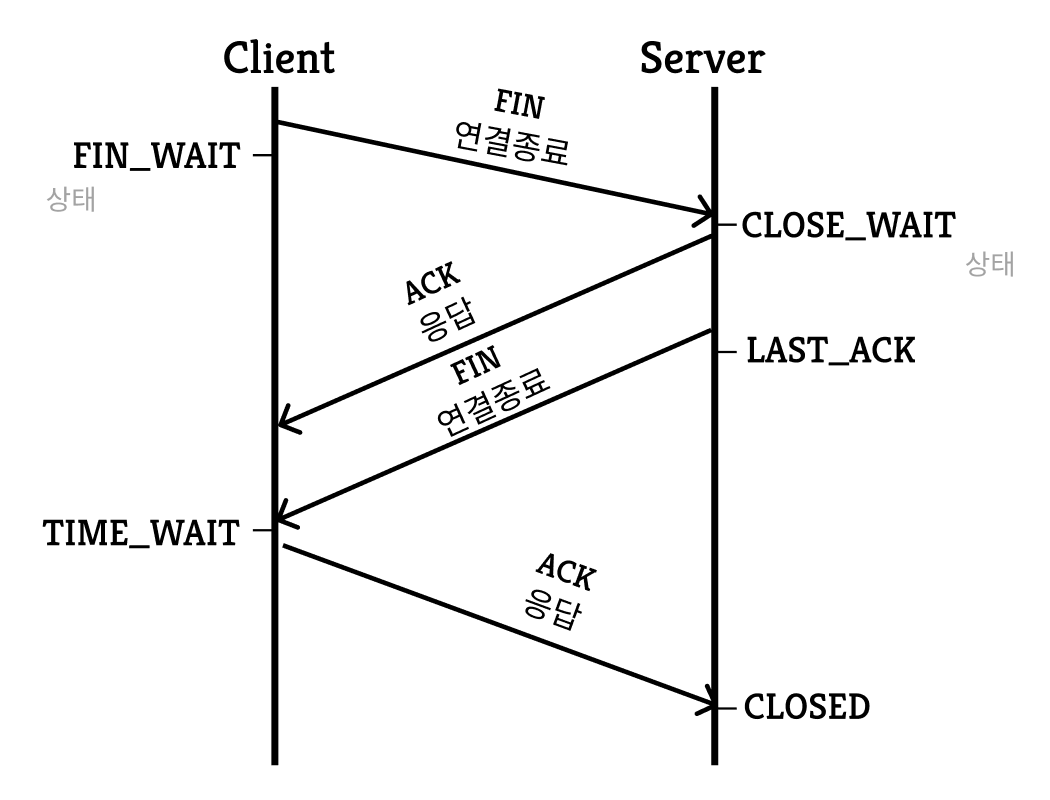 Client
Server
FIN
연결종료
FIN_WAIT
상태
CLOSE_WAIT
상태
ACK
응답
FIN
연결종료
LAST_ACK
TIME_WAIT
ACK
응답
CLOSED